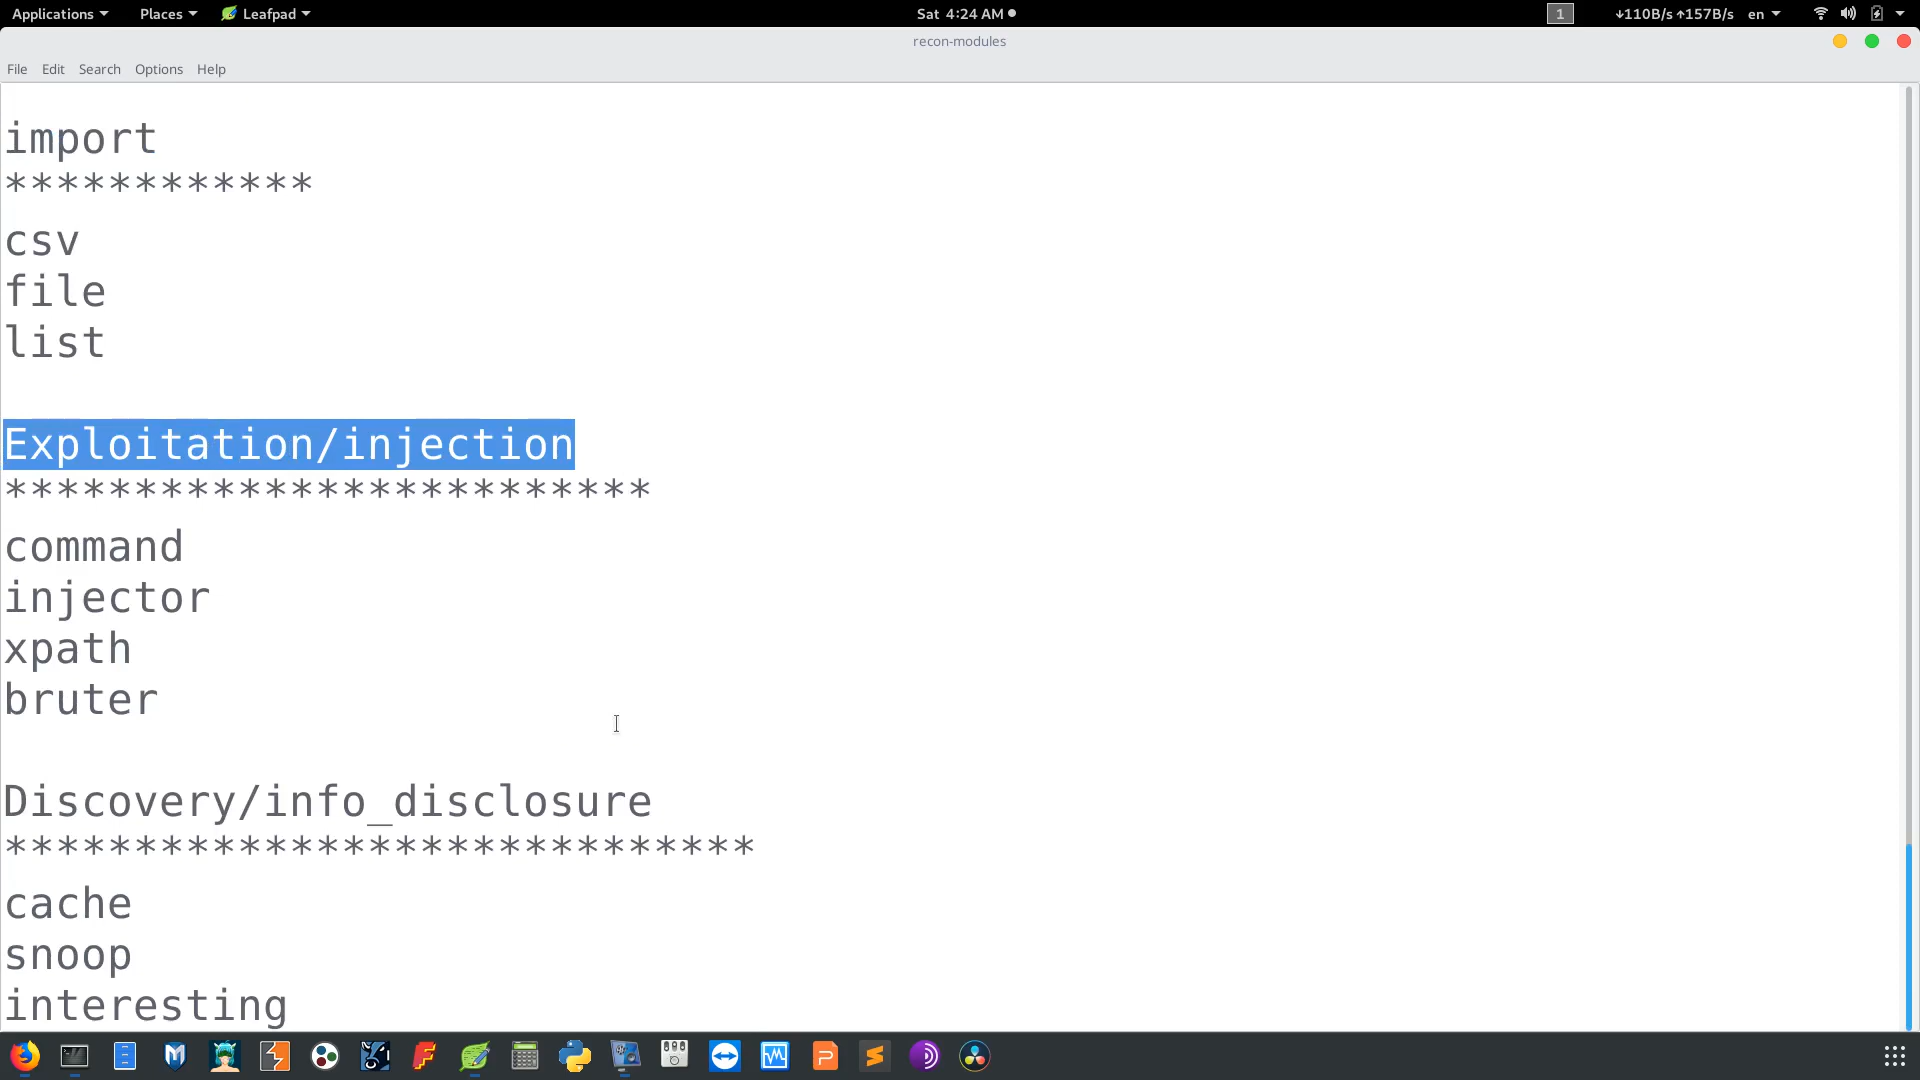 Applications Places Leafpad Sat 4:24 AM 1 ↓110B/s ↑157B/s en
recon-modules
File Edit Search Options Help
import
************
csv
file
list
Exploitation/injection
*************************
command
injector
xpath
bruter
Discovery/info_disclosure
*****************************
cache
snoop
interesting